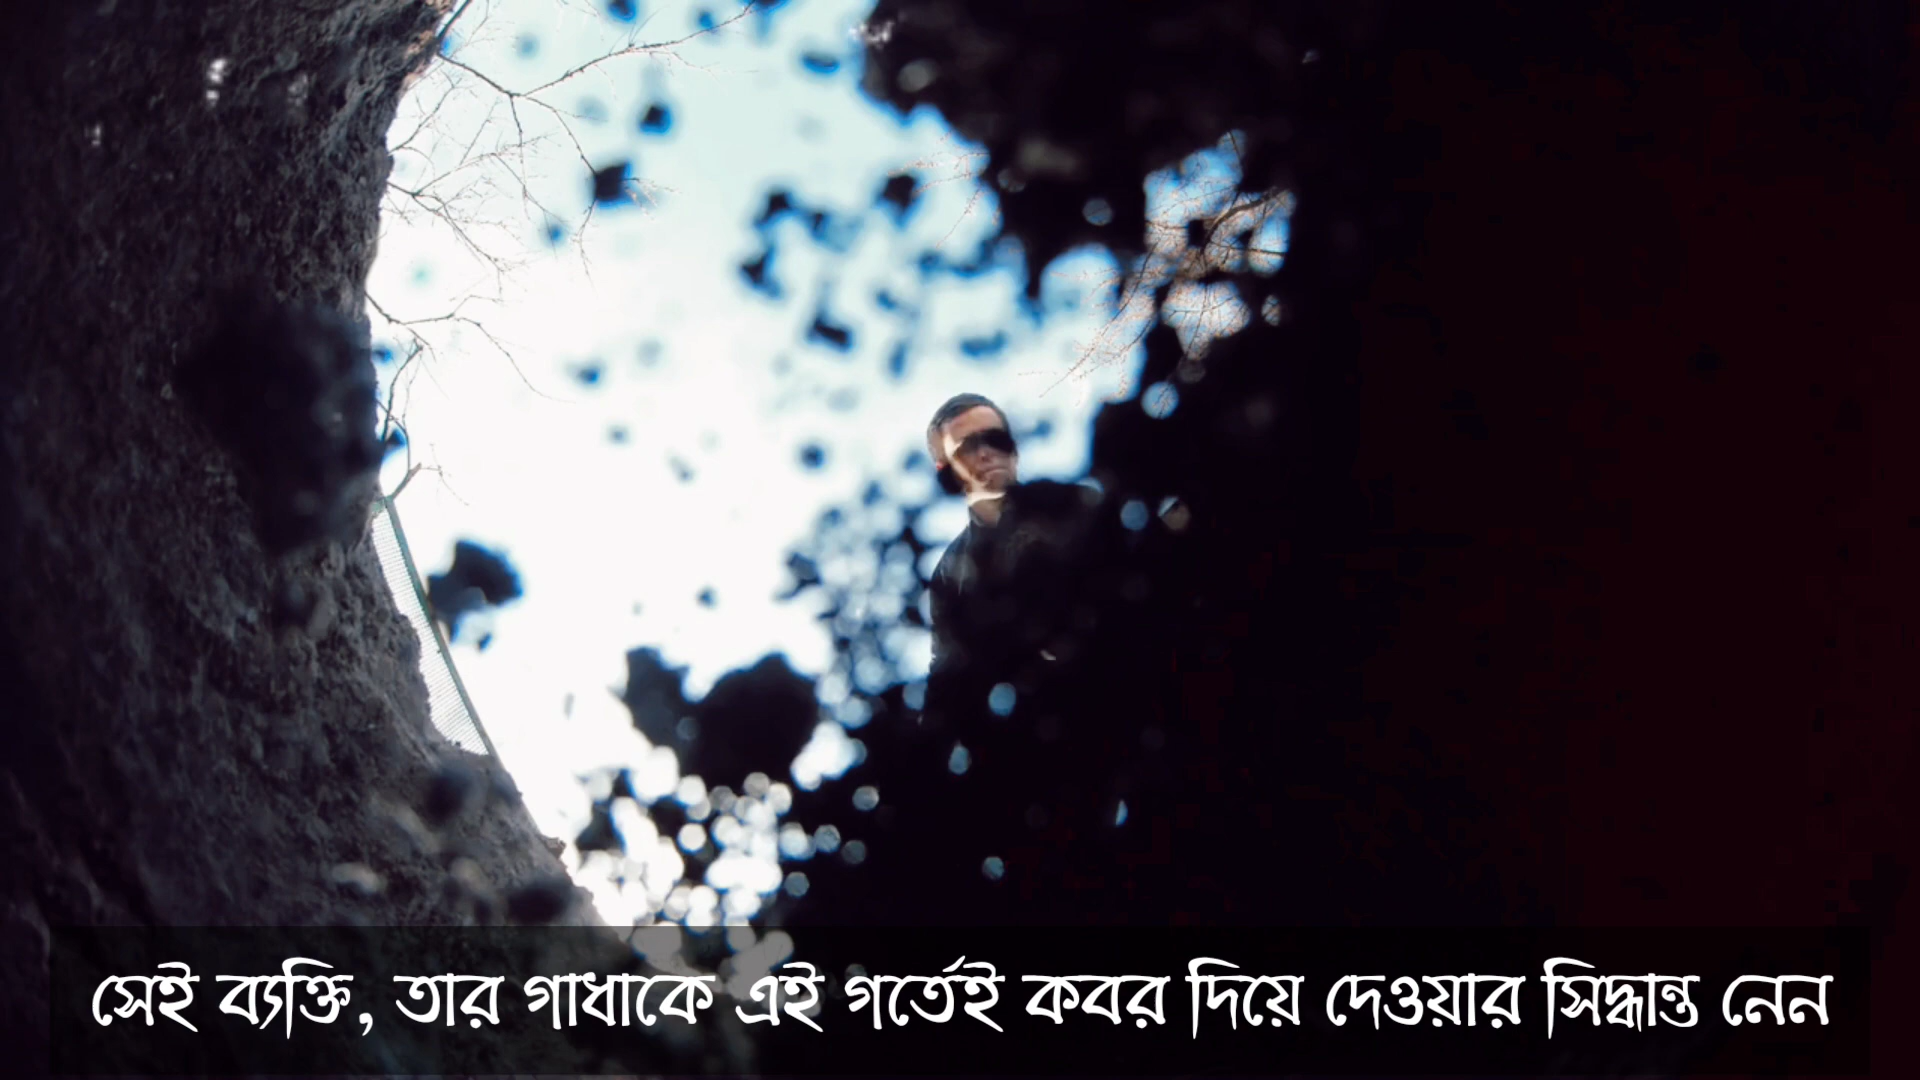 সেই ব্যক্তি, তার গাধাকে এই গর্তেই কবর দিয়ে দেওয়ার সিদ্ধান্ত নেন